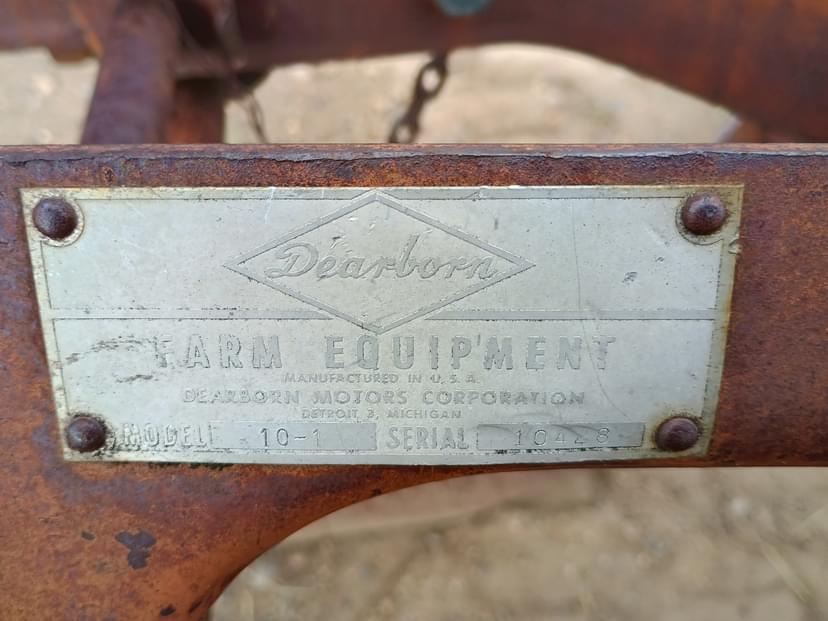 Dearborn
FARM EQUIPMENT
MANUFACTURED IN U.S.A.
DEARBORN MOTORS CORPORATION
DETROIT 3, MICHIGAN
MODEL 10-1 SERIAL 10428